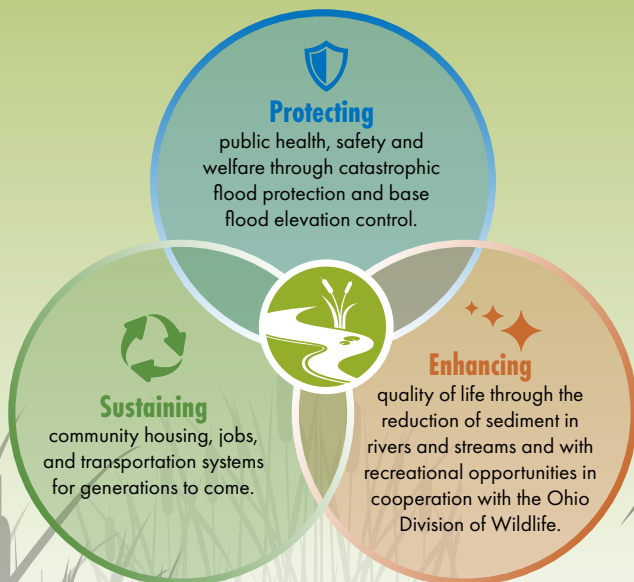 Protecting
public health, safety and
welfare through catastrophic
flood protection and base
flood elevation control.
Sustaining
community housing, jobs,
and transportation systems
for generations to come.
Enhancing
quality of life through the
reduction of sediment in
rivers and streams and with
recreational opportunities in
cooperation with the Ohio
Division of Wildlife.